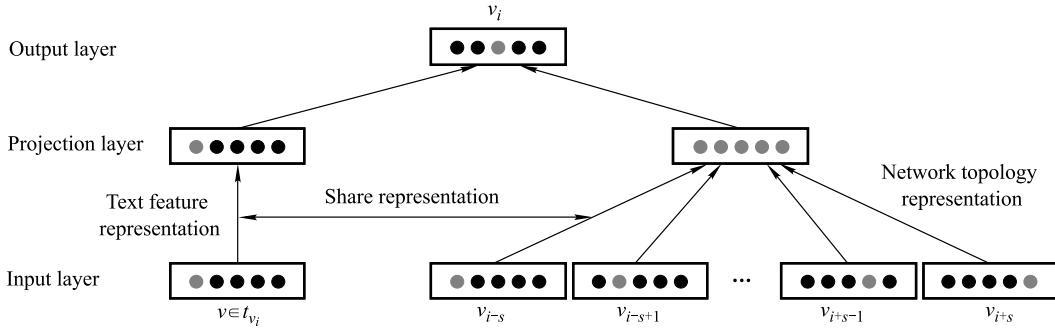 v_i
Output layer
Projection layer
Text feature
representation
Share representation
Network topology
representation
Input layer
...
v∈t_{v_i}
v_{i−s}
v_{i−s+1}
v_{i+s−1}
v_{i+s}